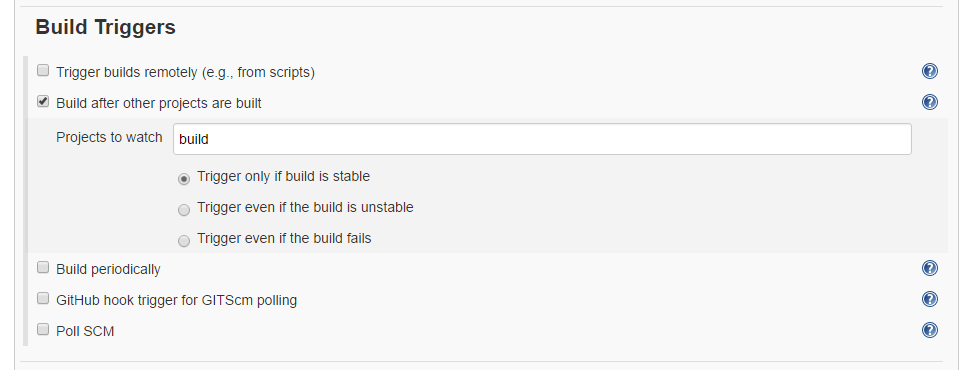 Build Triggers
Trigger builds remotely (e.g., from scripts)
?
Build after other projects are built
?
Projects to watch build
Trigger only if build is stable
Trigger even if the build is unstable
Trigger even if the build fails
Build periodically
?
GitHub hook trigger for GITScm polling
?
Poll SCM
?